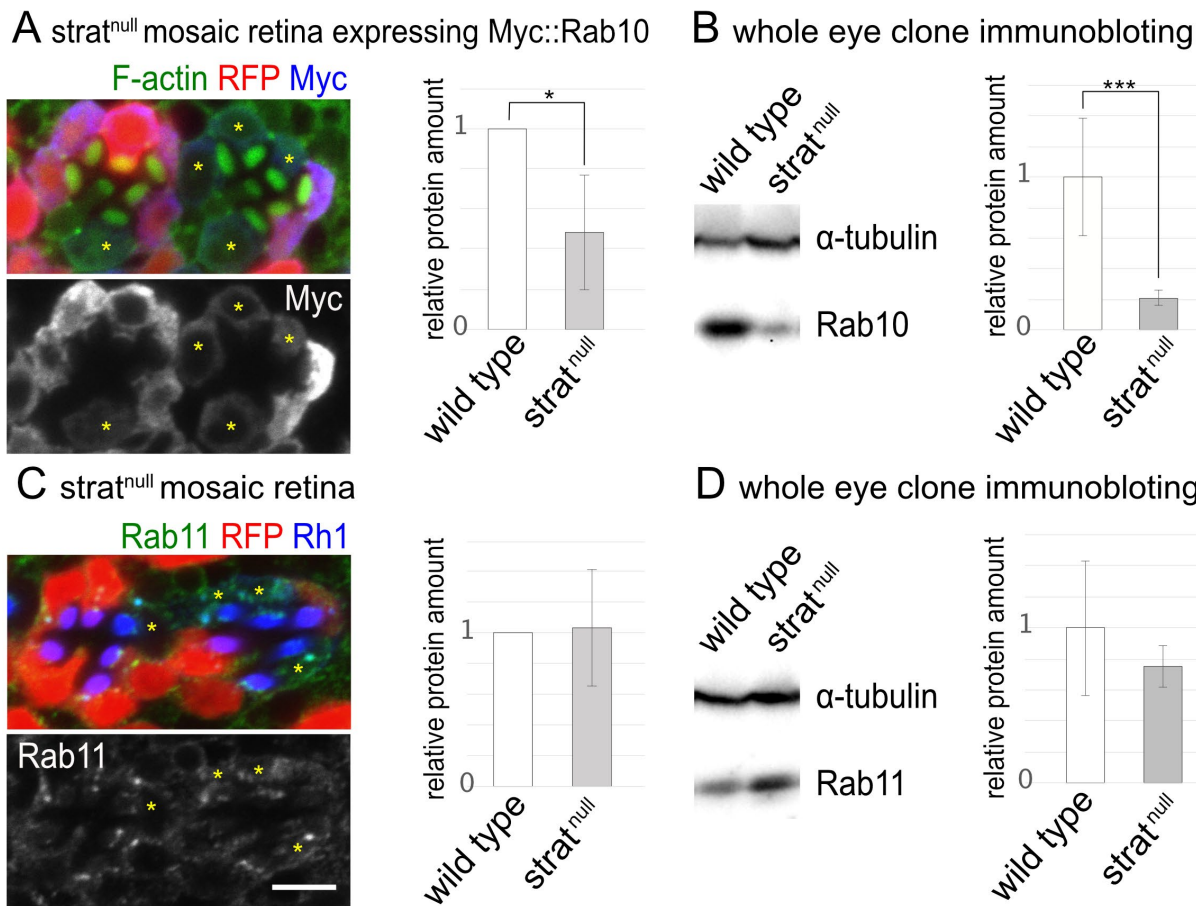 A strat^null mosaic retina expressing Myc::Rab10
F-actin RFP Myc
*
*
*
*
*
Myc
*
*
*
*
*
relative protein amount
1
0
*
wild type
strat^null
B whole eye clone immunobloting
wild type
strat^null
α-tubulin
Rab10
relative protein amount
1
0
***
wild type
strat^null
C strat^null mosaic retina
Rab11 RFP Rh1
*
*
*
*
Rab11
*
*
*
*
relative protein amount
1
0
wild type
strat^null
D whole eye clone immunobloting
wild type
strat^null
α-tubulin
Rab11
relative protein amount
1
0
wild type
strat^null